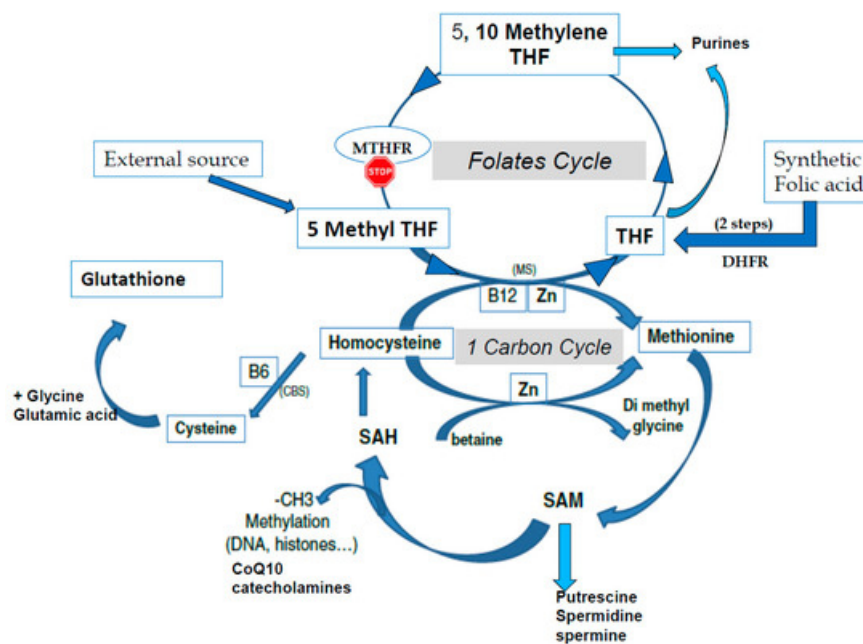 5, 10 Methylene
THF
Purines
MTHFR
STOP
Folates Cycle
External source
Synthetic
Folic acid
5 Methyl THF
THF
(2 steps)
DHFR
(MS)
Glutathione
B12
Zn
Homocysteine
1 Carbon Cycle
Methionine
B6
(CBS)
Zn
+ Glycine
Glutamic acid
Cysteine
SAH
betaine
Di methyl
glycine
-CH3
Methylation
(DNA, histones...)
CoQ10
catecholamines
SAM
Putrescine
Spermidine
spermine